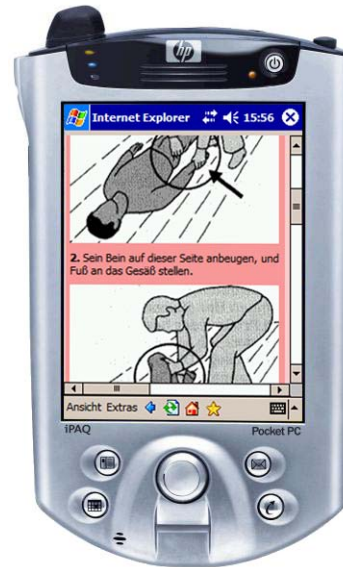 hp
Internet Explorer 15:56
2. Sein Bein auf dieser Seite anbeugen, und
Fuß an das Gesäß stellen.
Ansicht Extras
iPAQ Pocket PC